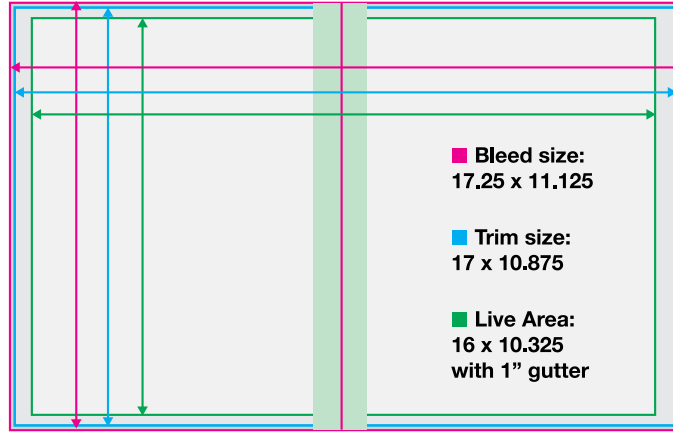 Bleed size:
17.25 x 11.125
Trim size:
17 x 10.875
Live Area:
16 x 10.325
with 1” gutter